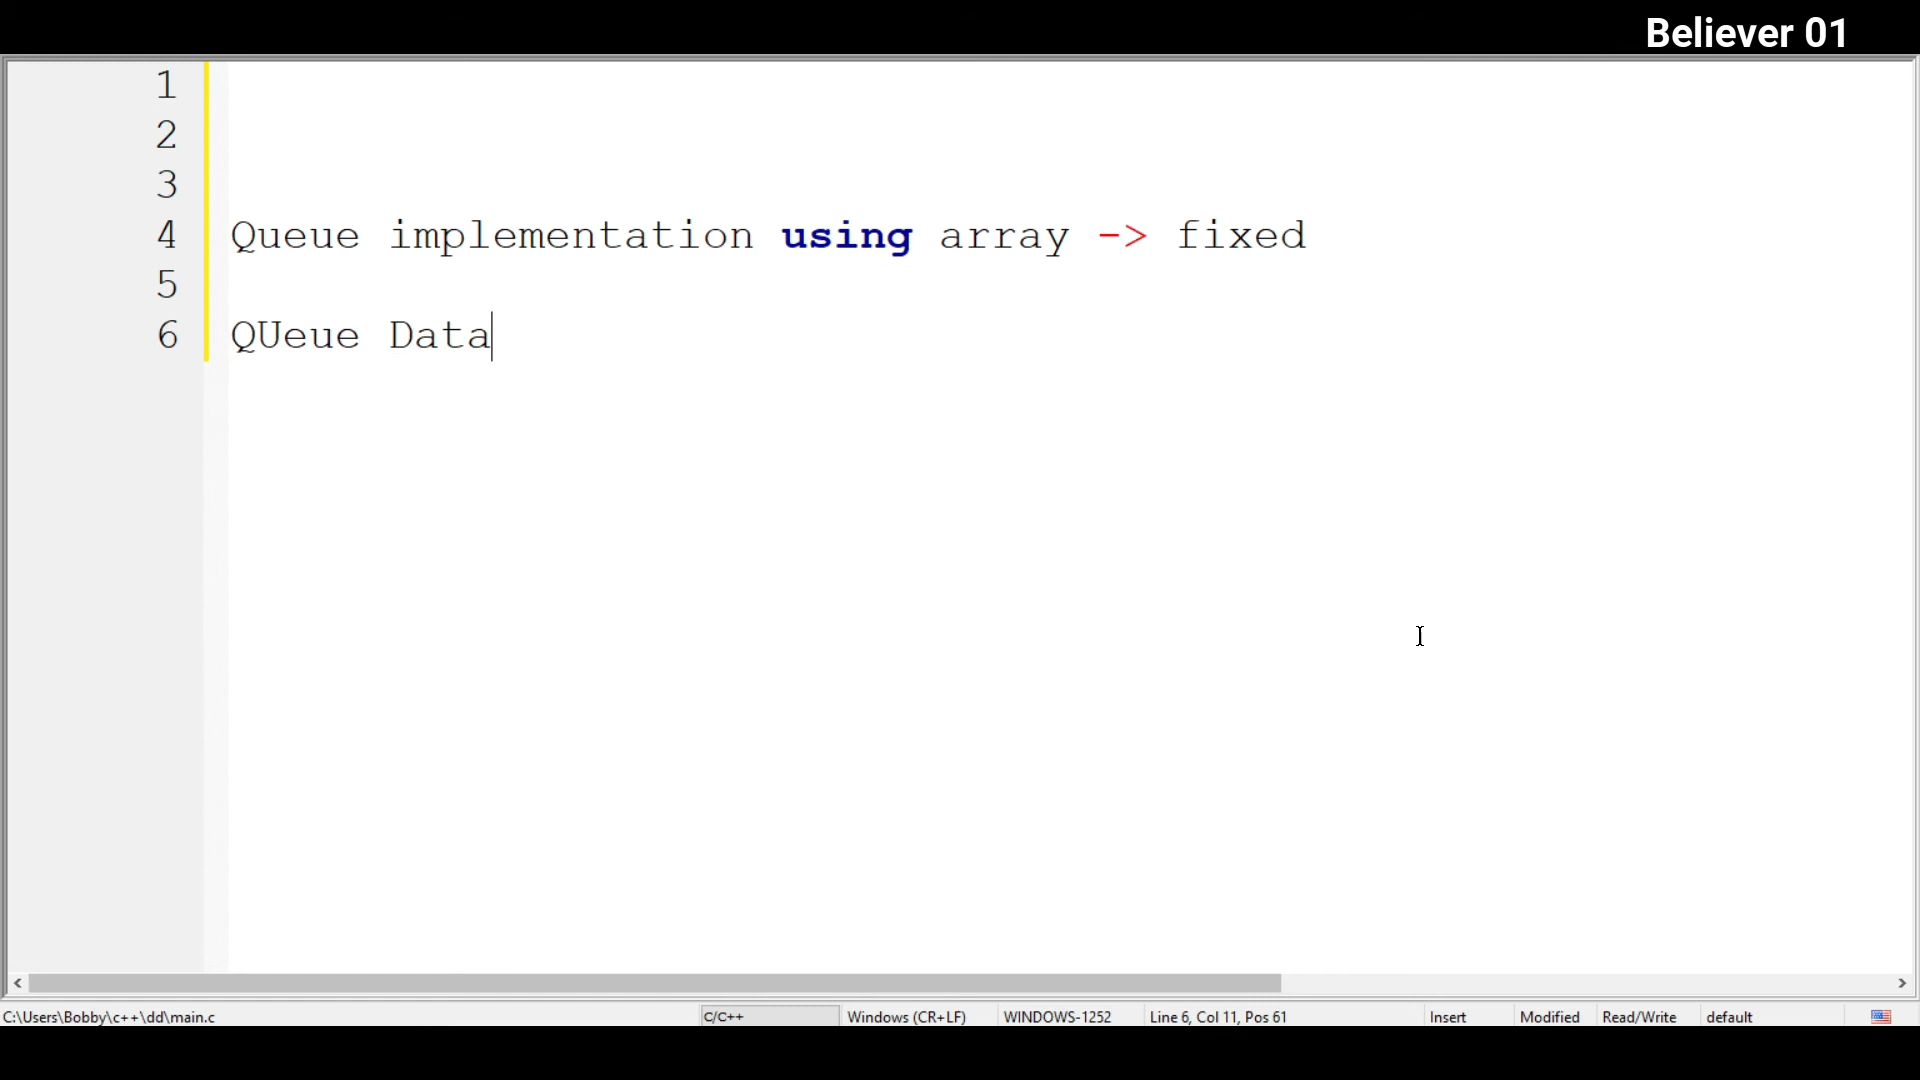 Believer 01
1
2
3
4 Queue implementation using array -> fixed
5
6 QUeue Data
C:\Users\Bobby\c++\dd\main.c C/C++ Windows (CR+LF) WINDOWS-1252 Line 6, Col 11, Pos 61 Insert Modified Read/Write default